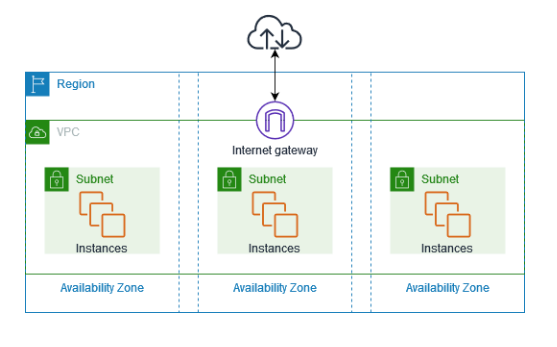 Region
VPC
Internet gateway
Subnet
Subnet
Subnet
Instances
Instances
Instances
Availability Zone
Availability Zone
Availability Zone